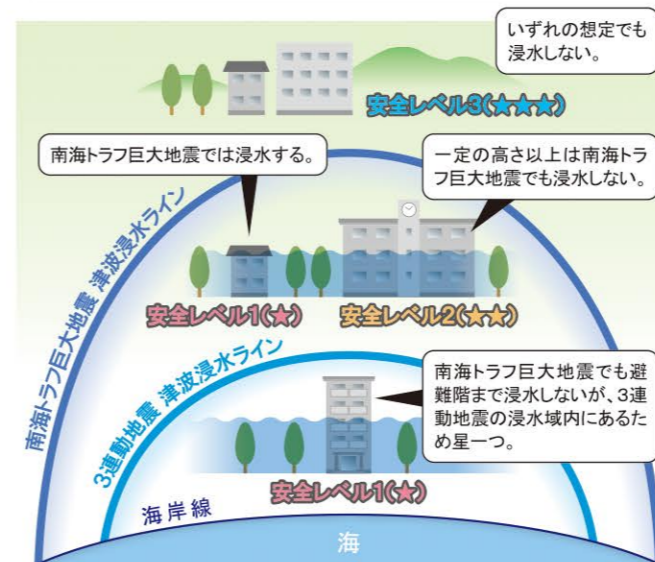 いずれの想定でも
浸水しない。
安全レベル3(★★★)
南海トラフ巨大地震では浸水する。
一定の高さ以上は南海トラ
フ巨大地震でも浸水しない。
南海トラフ巨大地震 津波浸水ライン
安全レベル1(★)
安全レベル2(★★)
3連動地震 津波浸水ライン
南海トラフ巨大地震でも避
難階まで浸水しないが、3連
動地震の浸水域内にあるた
め星一つ。
安全レベル1(★)
海岸線
海